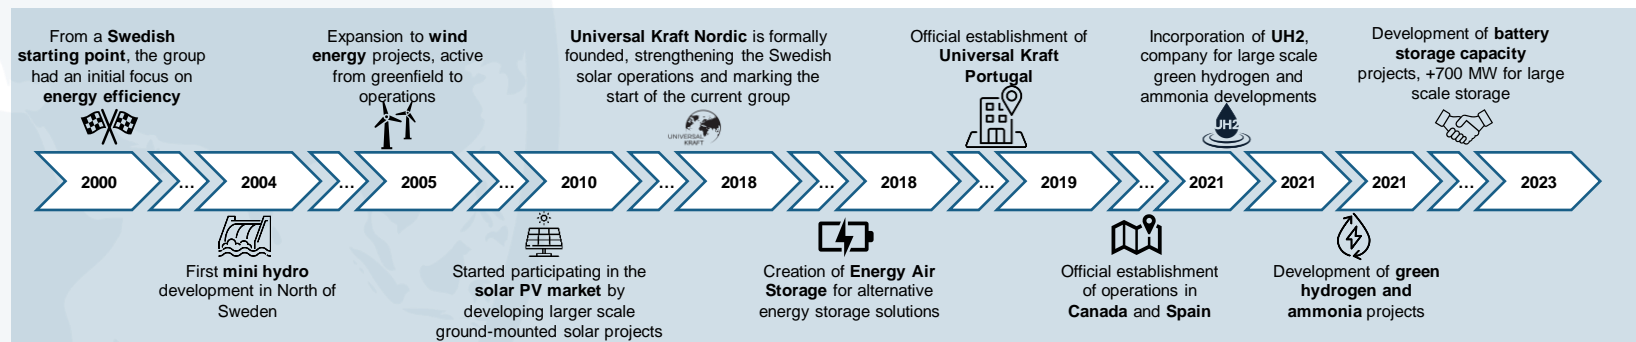 From a Swedish
starting point, the group
had an initial focus on
energy efficiency
Expansion to wind
energy projects, active
from greenfield to
operations
Universal Kraft Nordic is formally
founded, strengthening the Swedish
solar operations and marking the
start of the current group
UNIVERSAL
KRAFT
Official establishment of
Universal Kraft
Portugal
Incorporation of UH2,
company for large scale
green hydrogen and
ammonia developments
UH2
Development of battery
storage capacity
projects, +700 MW for large
scale storage
2000 ... 2004 ... 2005 ... 2010 ... 2018 ... 2018 ... 2019 ... 2021 2021 2021 ... 2023
First mini hydro
development in North of
Sweden
Started participating in the
solar PV market by
developing larger scale
ground-mounted solar projects
Creation of Energy Air
Storage for alternative
energy storage solutions
Official establishment
of operations in
Canada and Spain
Development of green
hydrogen and
ammonia projects